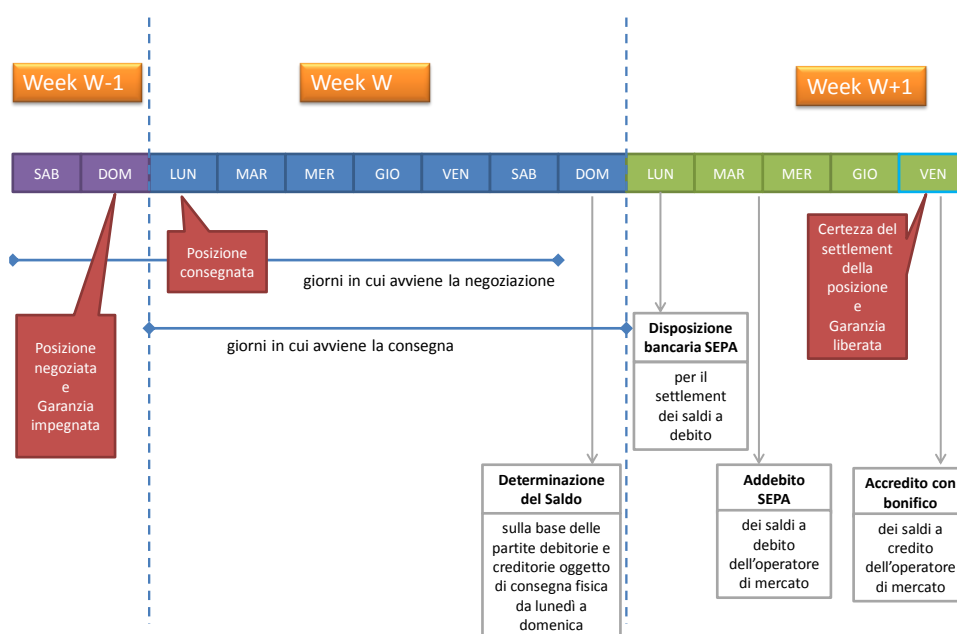 Week W-1
Week W
Week W+1
SAB
DOM
LUN
MAR
MER
GIO
VEN
SAB
DOM
LUN
MAR
MER
GIO
VEN
Posizione
consegnata
giorni in cui avviene la negoziazione
Certezza del
settlement
della
posizione
e
Garanzia
liberata
giorni in cui avviene la consegna
Posizione
negoziata
e
Garanzia
impegnata
Disposizione
bancaria SEPA
per il
settlement
dei saldi a
debito
Determinazione
del Saldo
sulla base delle
partite debitorie e
creditorie oggetto
di consegna fisica
da lunedì a
domenica
Addebito
SEPA
dei saldi a
debito
dell'operatore
di mercato
Accredito con
bonifico
dei saldi a
credito
dell'operatore
di mercato